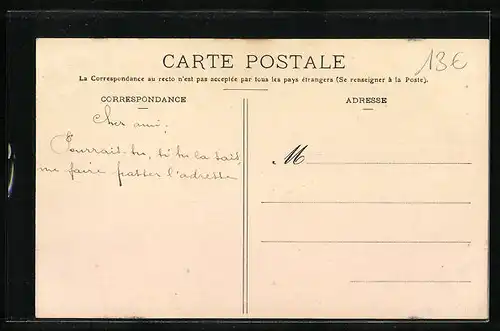 CARTE POSTALE
13€
La Correspondance au recto n'est pas acceptée par tous les pays étrangers (Se renseigner à la Poste).
CORRESPONDANCE
ADRESSE
Cher ami,
Pourrait-tu, si tu la sait,
me faire passer l'adresse
M